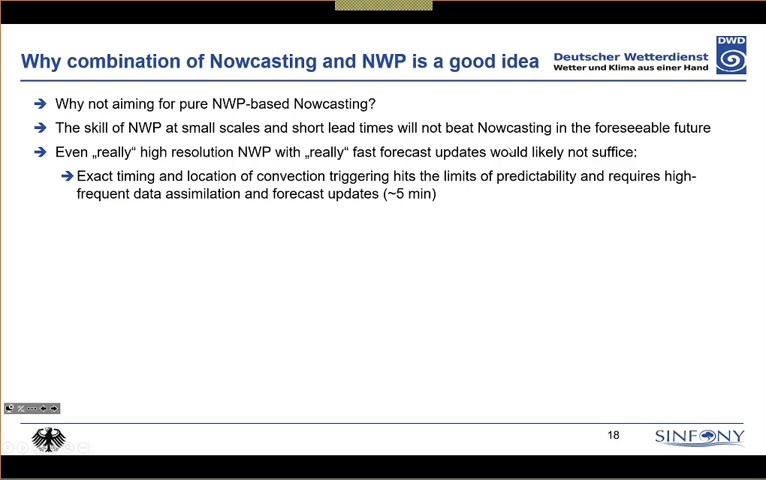 Why combination of Nowcasting and NWP is a good idea
Deutscher Wetterdienst
Wetter und Klima aus einer Hand
DWD
Why not aiming for pure NWP-based Nowcasting?
The skill of NWP at small scales and short lead times will not beat Nowcasting in the foreseeable future
Even „really“ high resolution NWP with „really“ fast forecast updates would likely not suffice:
Exact timing and location of convection triggering hits the limits of predictability and requires high-
frequent data assimilation and forecast updates (~5 min)
18
SINFONY